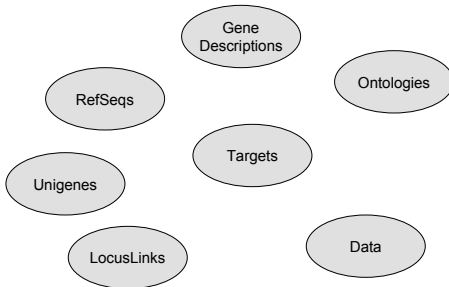 Gene
Descriptions
Ontologies
RefSeqs
Targets
Unigenes
Data
LocusLinks